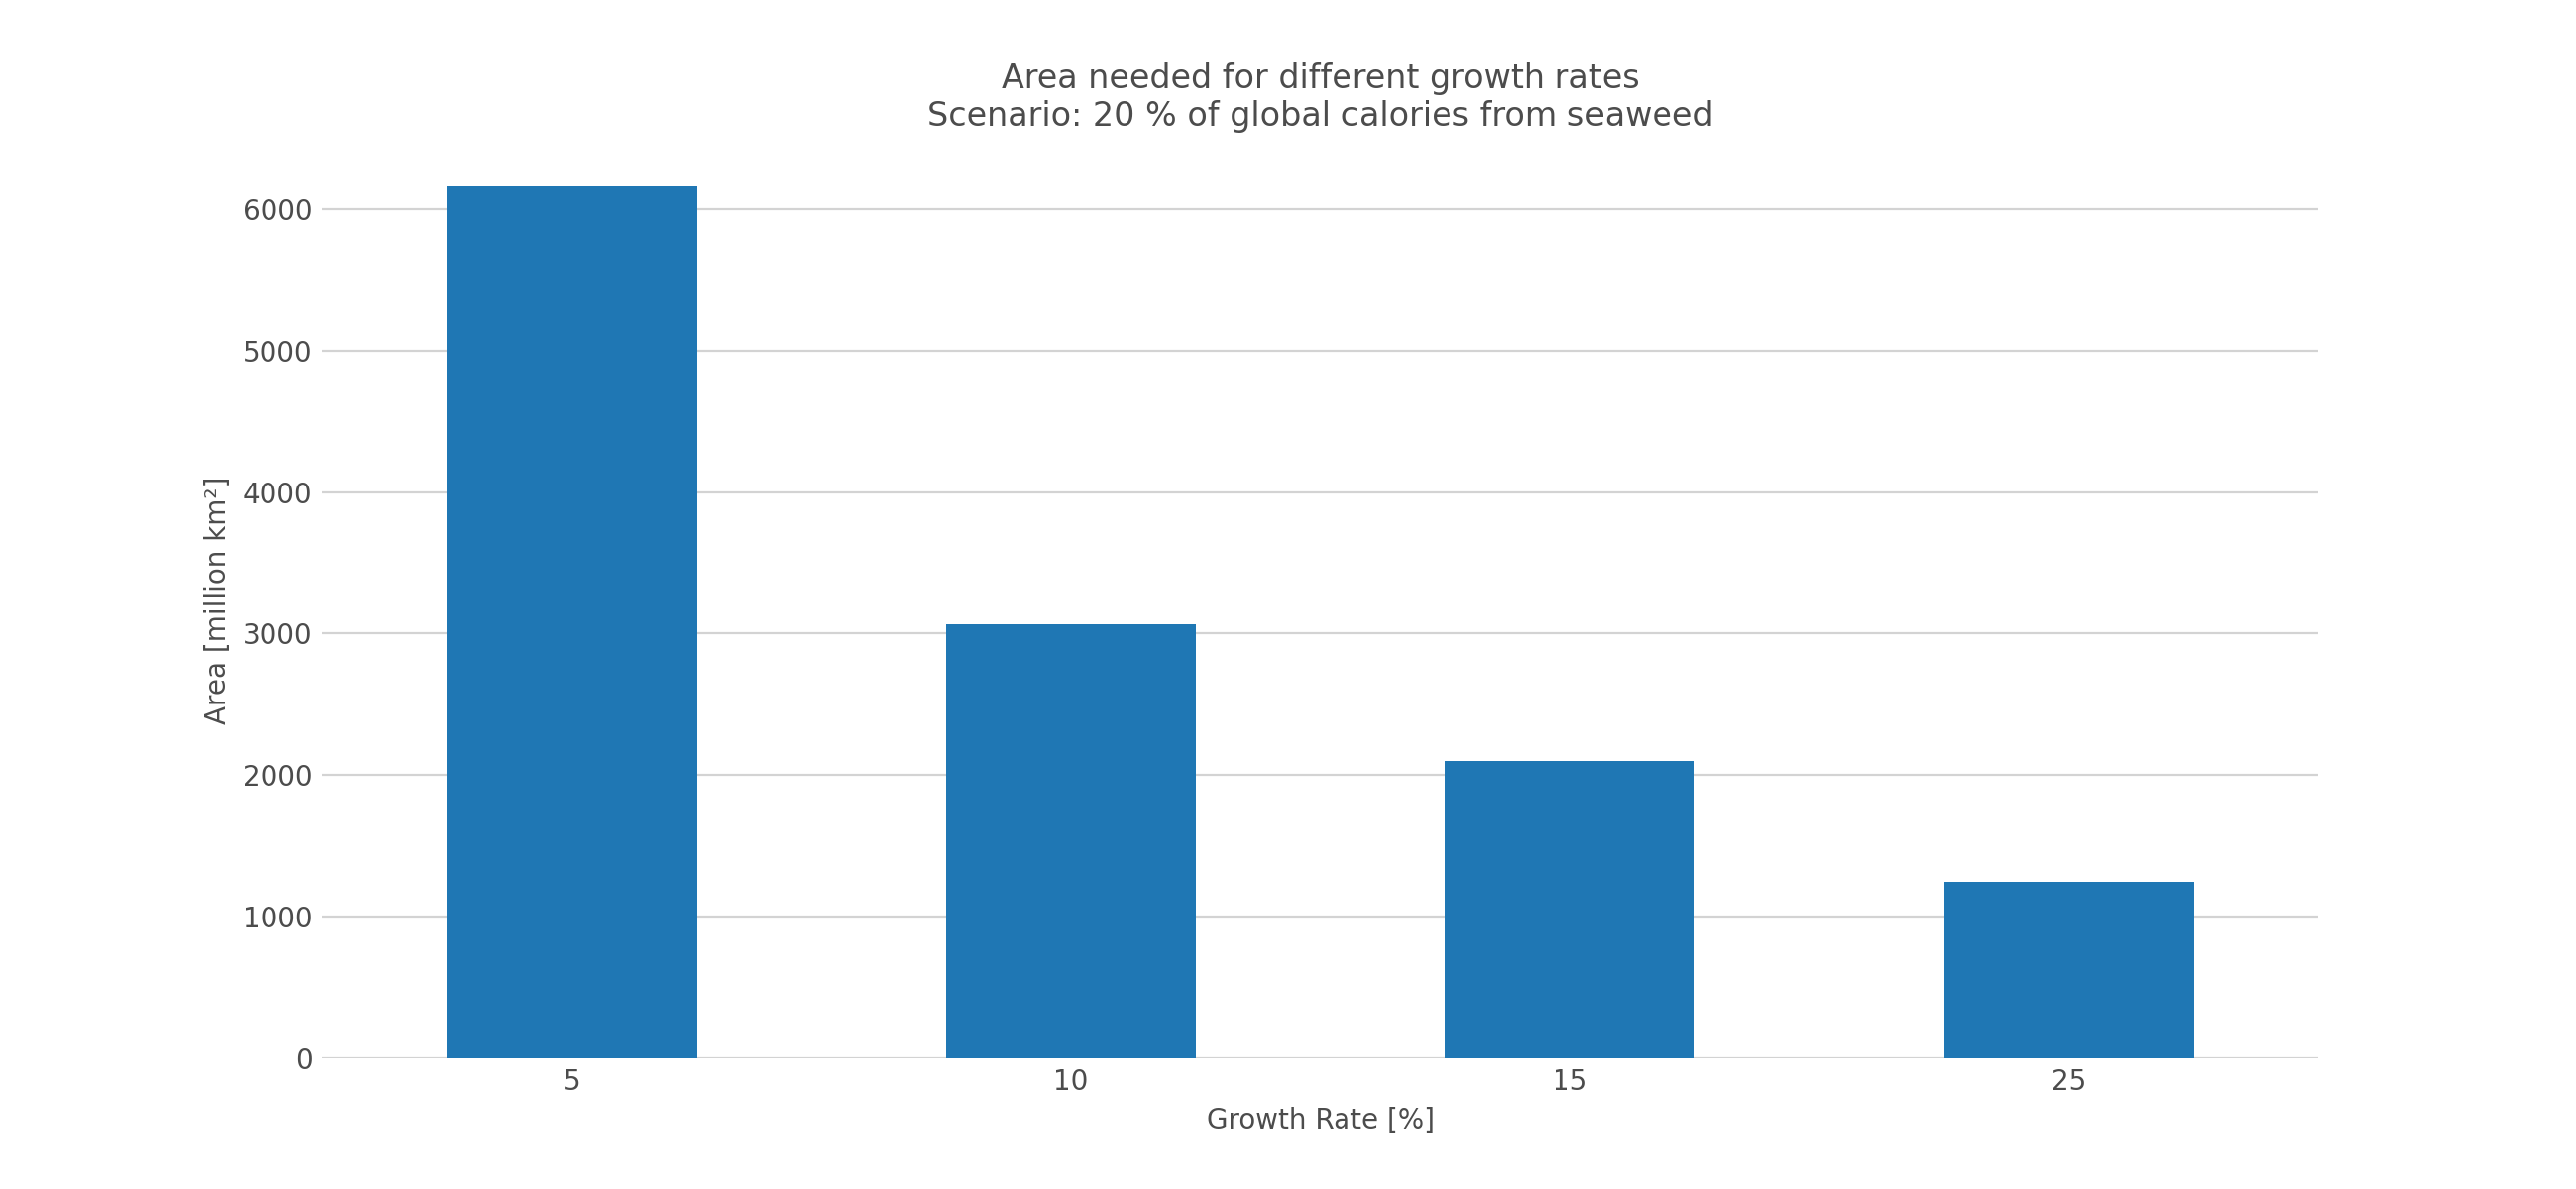 Area needed for different growth rates
Scenario: 20 % of global calories from seaweed
Area [million km²]
6000
5000
4000
3000
2000
1000
0
5 10 15 25
Growth Rate [%]